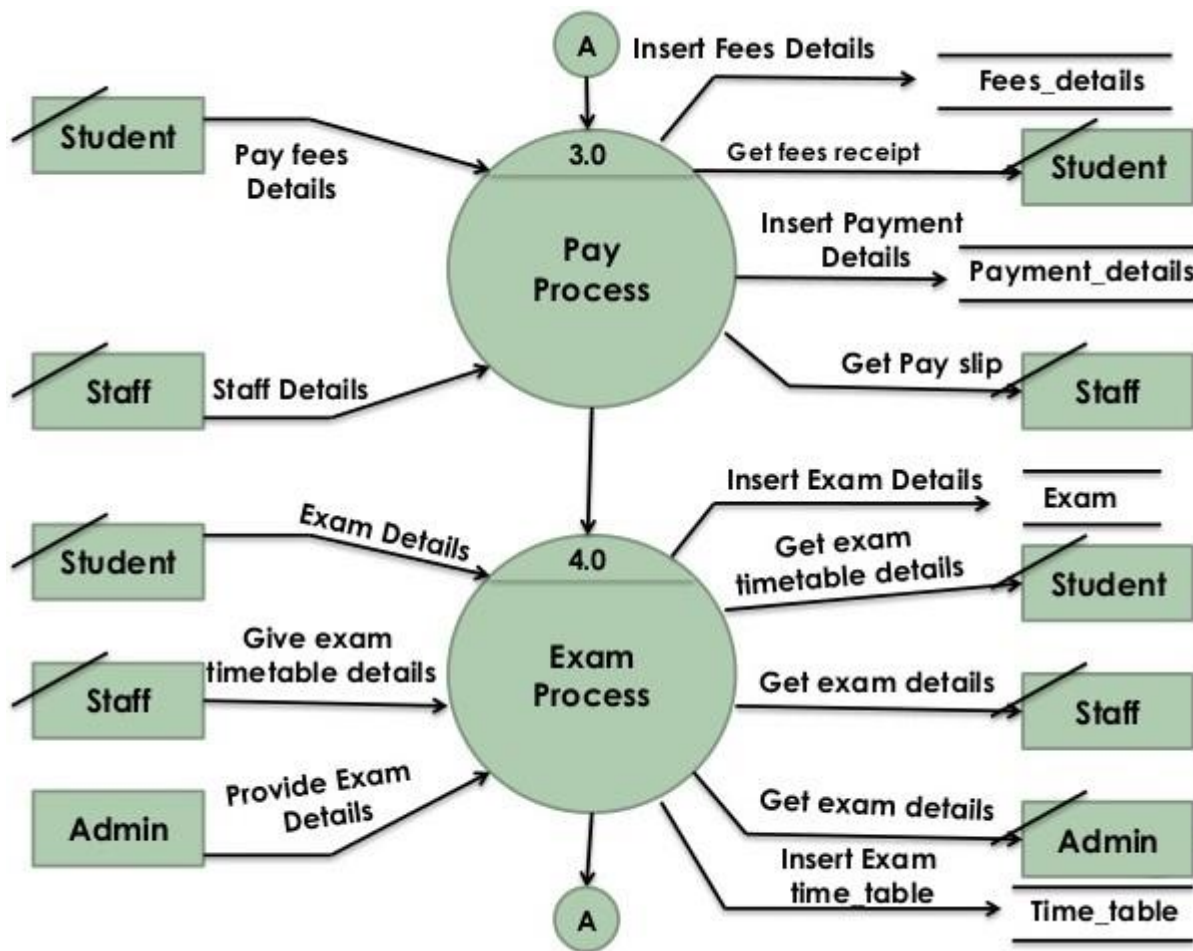 A
Insert Fees Details
Fees_details
Student
Pay fees
Details
3.0
Get fees receipt
Student
Pay
Process
Insert Payment
Details
Payment_details
Staff
Staff Details
Get Pay slip
Staff
Student
Exam Details
4.0
Insert Exam Details
Exam
Get exam
timetable details
Student
Staff
Give exam
timetable details
Exam
Process
Get exam details
Staff
Admin
Provide Exam
Details
Get exam details
Admin
Insert Exam
time_table
Time_table
A